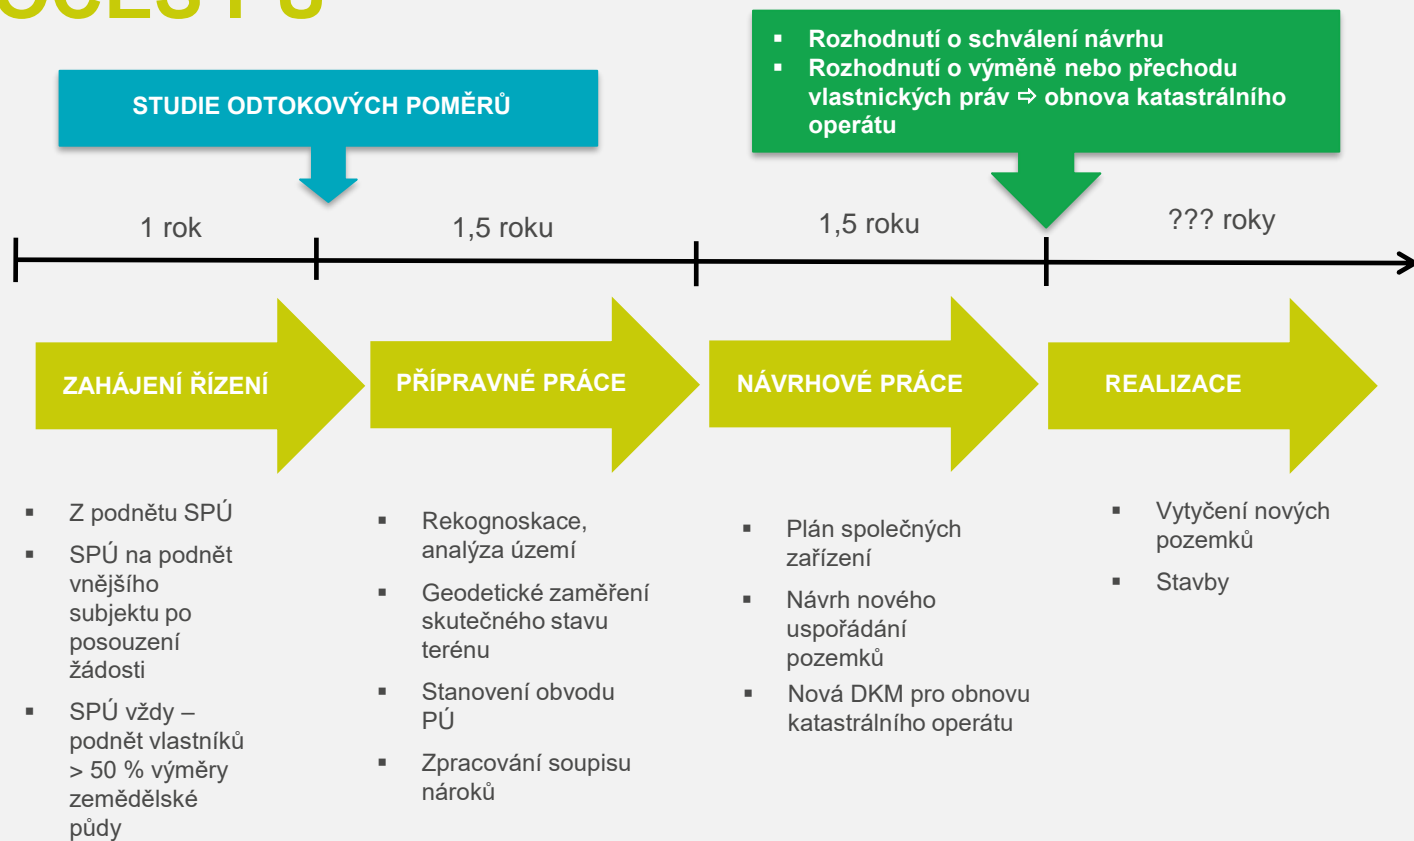 STUDIE ODTOKOVÝCH POMĚRŮ
▪ Rozhodnutí o schválení návrhu
▪ Rozhodnutí o výměně nebo přechodu
vlastnických práv ⇨ obnova katastrálního
operátu
1 rok
1,5 roku
1,5 roku
??? roky
ZAHÁJENÍ ŘÍZENÍ
PŘÍPRAVNÉ PRÁCE
NÁVRHOVÉ PRÁCE
REALIZACE
▪ Z podnětu SPÚ
▪ SPÚ na podnět
vnějšího
subjektu po
posouzení
žádosti
▪ SPÚ vždy –
podnět vlastníků
> 50 % výměry
zemědělské
půdy
▪ Rekognoskace,
analýza území
▪ Geodetické zaměření
skutečného stavu
terénu
▪ Stanovení obvodu
PÚ
▪ Zpracování soupisu
nároků
▪ Plán společných
zařízení
▪ Návrh nového
uspořádání
pozemků
▪ Nová DKM pro obnovu
katastrálního operátu
▪ Vytyčení nových
pozemků
▪ Stavby